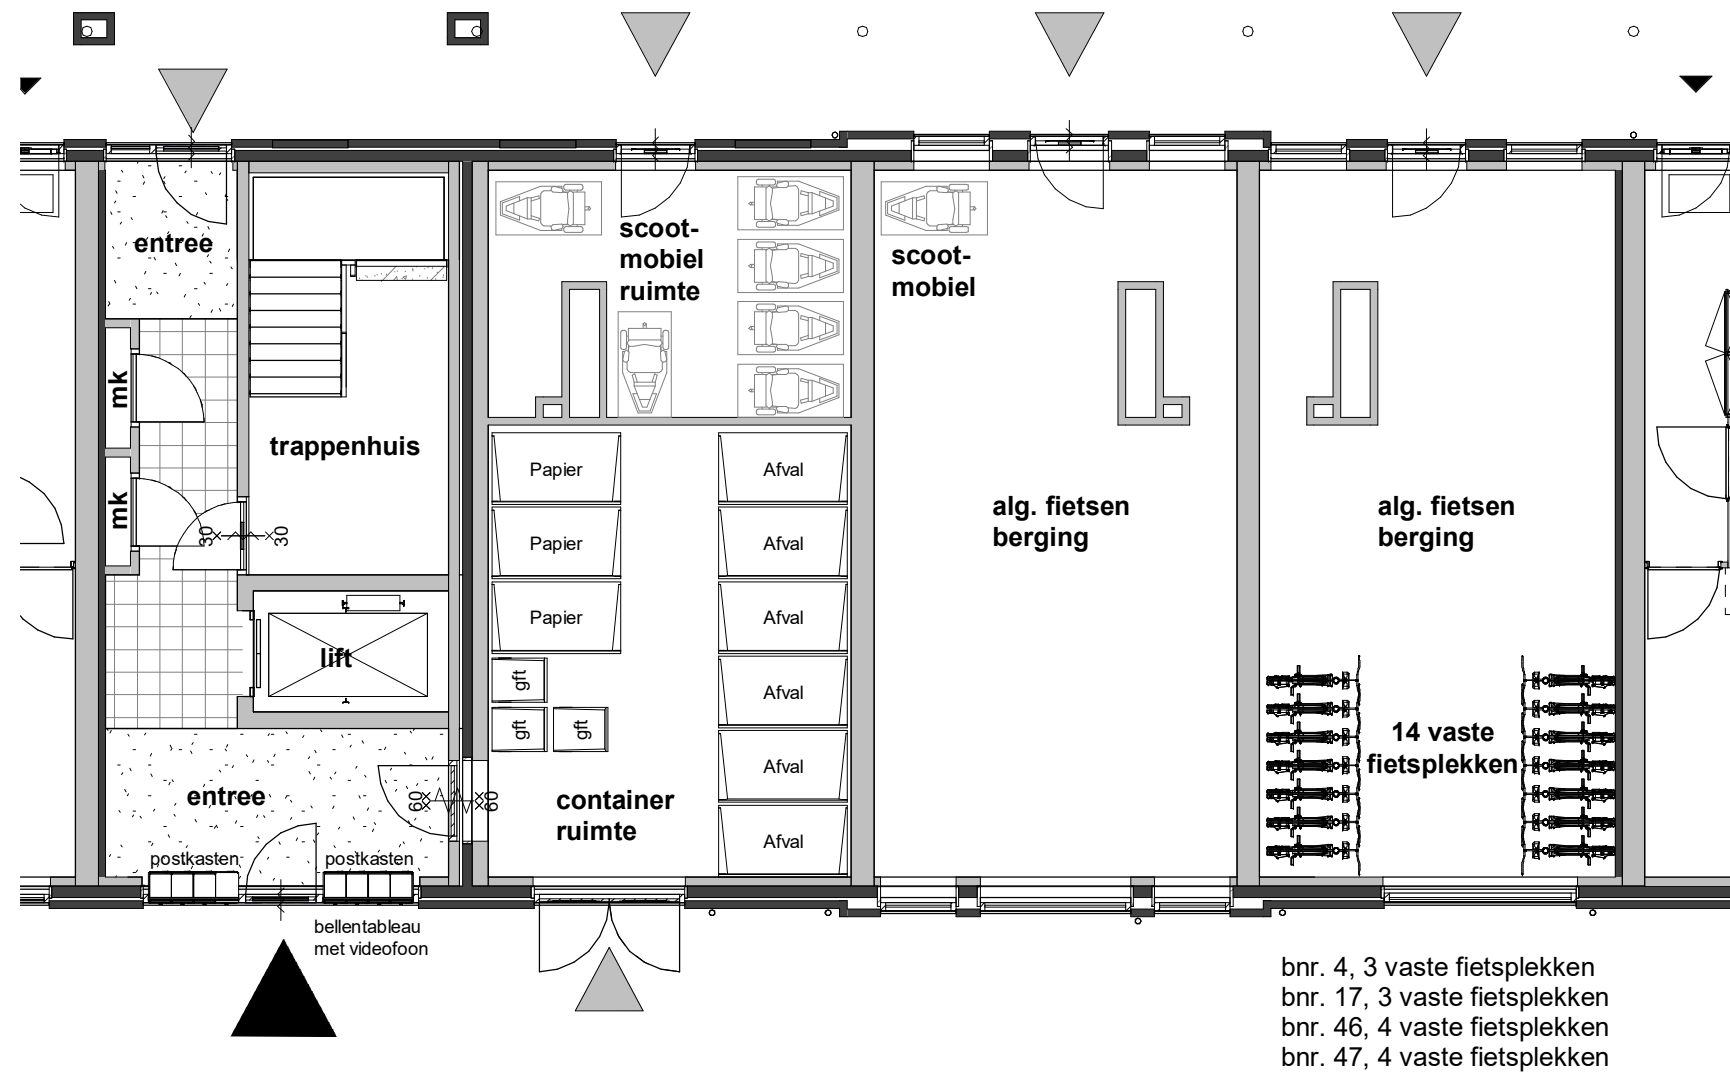 entree
scoot-
mobiel
ruimte
scoot-
mobiel
mk
trappenhuis
mk
30
30
Papier
Afval
Papier
Afval
Papier
Afval
alg. fietsen
berging
alg. fietsen
berging
lift
gft
Afval
gft
gft
14 vaste
fietsplekken
Afval
entree
60
60
container
ruimte
Afval
postkasten
postkasten
bellentableau
met videofoon
bnr. 4, 3 vaste fietsplekken
bnr. 17, 3 vaste fietsplekken
bnr. 46, 4 vaste fietsplekken
bnr. 47, 4 vaste fietsplekken